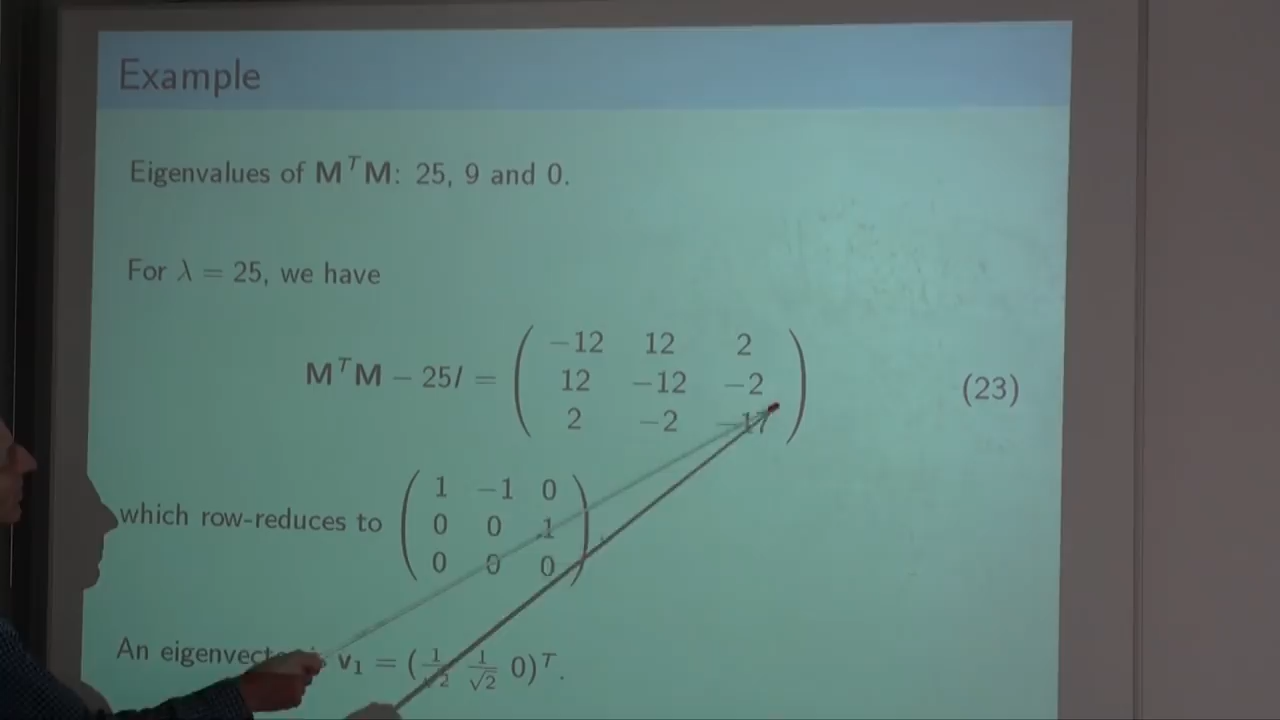 Example
Eigenvalues of MᵀM: 25, 9 and 0.
For λ = 25, we have
MᵀM − 25I = ( −12 12 2
12 −12 −2
2 −2 −17 ) (23)
which row-reduces to ( 1 −1 0
0 0 1
0 0 0 )
An v₁ = (1/√2 1/√2 0)ᵀ.